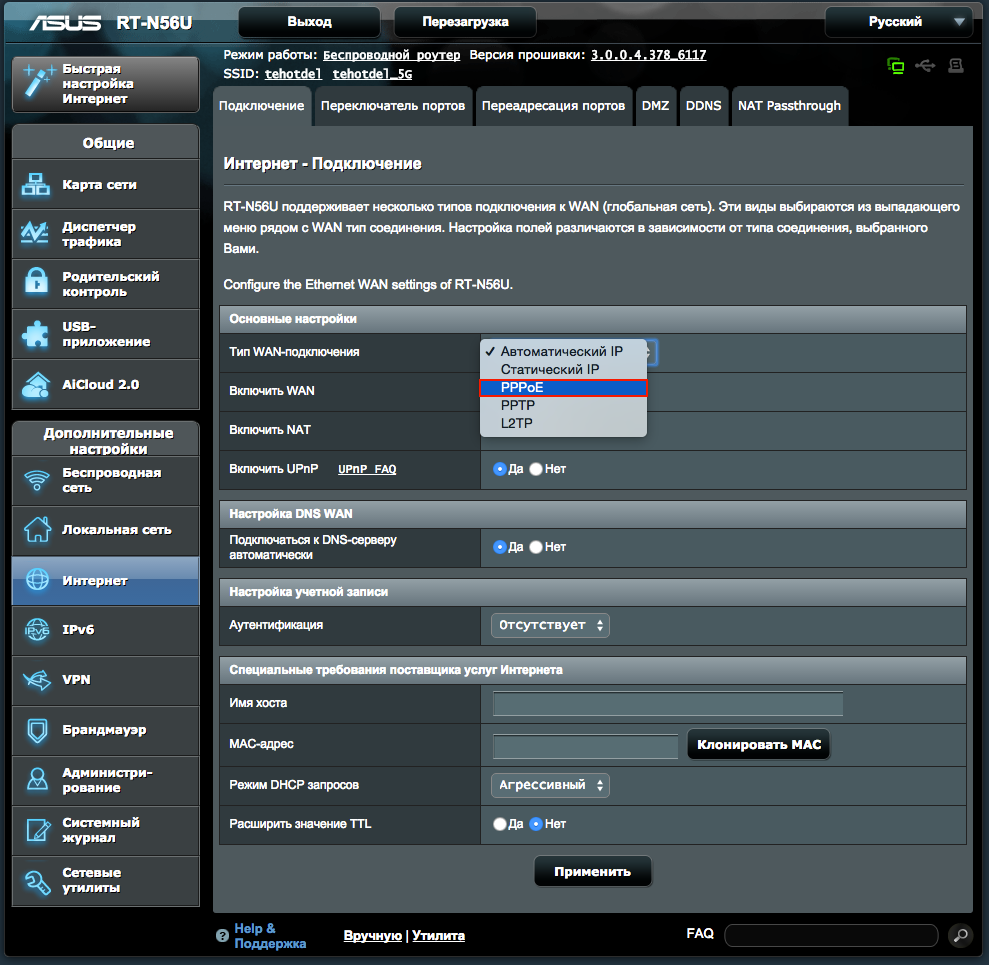 ASUS RT-N56U Выход Перезагрузка Русский
Режим работы: Беспроводной роутер Версия прошивки: 3.0.0.4.378_6117
SSID: tehotdel tehotdel_5G
Быстрая
настройка
Интернет
Общие
Карта сети
Диспетчер
трафика
Родительский
контроль
USB-
приложение
AiCloud 2.0
Дополнительные
настройки
Беспроводная
сеть
Локальная сеть
Интернет
IPv6
IPv6
VPN
Брандмауэр
Администри-
рование
Системный
журнал
Сетевые
утилиты
Подключение Переключатель портов Переадресация портов DMZ DDNS NAT Passthrough
Интернет - Подключение
RT-N56U поддерживает несколько типов подключения к WAN (глобальная сеть). Эти виды выбираются из выпадающего
меню рядом с WAN тип соединения. Настройка полей различаются в зависимости от типа соединения, выбранного
Вами.
Configure the Ethernet WAN settings of RT-N56U.
Основные настройки
Тип WAN-подключения
✓ Автоматический IP
Статический IP
PPPoE
PPTP
L2TP
Включить WAN
Включить NAT
Включить UPnP UPnP FAQ Да Нет
Настройка DNS WAN
Подключаться к DNS-серверу
автоматически
Да Нет
Настройка учетной записи
Аутентификация Отсутствует
Специальные требования поставщика услуг Интернета
Имя хоста
MAC-адрес Клонировать MAC
Режим DHCP запросов Агрессивный
Расширить значение TTL Да Нет
Применить
? Help &
Поддержка
Вручную | Утилита
FAQ